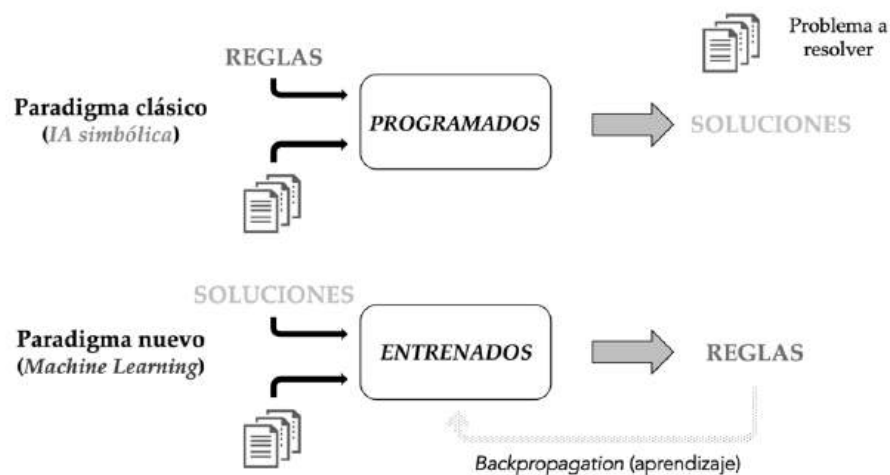 Problema a
resolver
REGLAS
Paradigma clásico
(IA simbólica)
PROGRAMADOS
SOLUCIONES
SOLUCIONES
Paradigma nuevo
(Machine Learning)
ENTRENADOS
REGLAS
Backpropagation (aprendizaje)